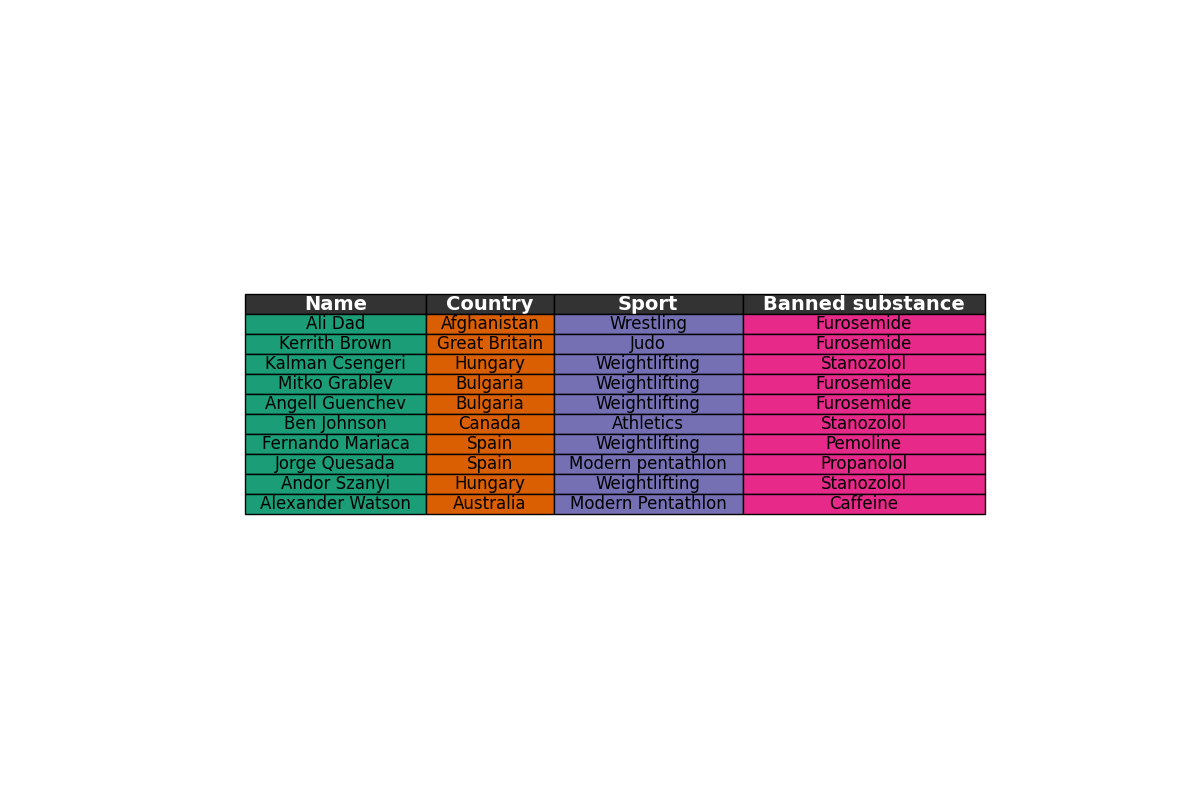 Name Country Sport Banned substance
Ali Dad Afghanistan Wrestling Furosemide
Kerrith Brown Great Britain Judo Furosemide
Kalman Csengeri Hungary Weightlifting Stanozolol
Mitko Grablev Bulgaria Weightlifting Furosemide
Angell Guenchev Bulgaria Weightlifting Furosemide
Ben Johnson Canada Athletics Stanozolol
Fernando Mariaca Spain Weightlifting Pemoline
Jorge Quesada Spain Modern pentathlon Propanolol
Andor Szanyi Hungary Weightlifting Stanozolol
Alexander Watson Australia Modern Pentathlon Caffeine